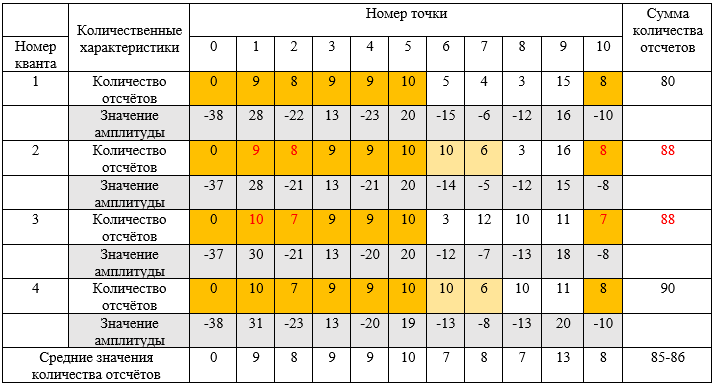 Количественные характеристики Номер точки Сумма количества отсчетов
Номер кванта 0 1 2 3 4 5 6 7 8 9 10
1 Количество отсчётов 0 9 8 9 9 10 5 4 3 15 8 80
Значение амплитуды -38 28 -22 13 -23 20 -15 -6 -12 16 -10
2 Количество отсчётов 0 9 8 9 9 10 10 6 3 16 8 88
Значение амплитуды -37 28 -21 13 -21 20 -14 -5 -12 15 -8
3 Количество отсчётов 0 10 7 9 9 10 3 12 10 11 7 88
Значение амплитуды -37 30 -21 13 -20 20 -12 -7 -13 18 -8
4 Количество отсчётов 0 10 7 9 9 10 10 6 10 11 8 90
Значение амплитуды -38 31 -23 13 -20 19 -13 -8 -13 20 -10
Средние значения количества отсчётов 0 9 8 9 9 10 7 8 7 13 8 85-86